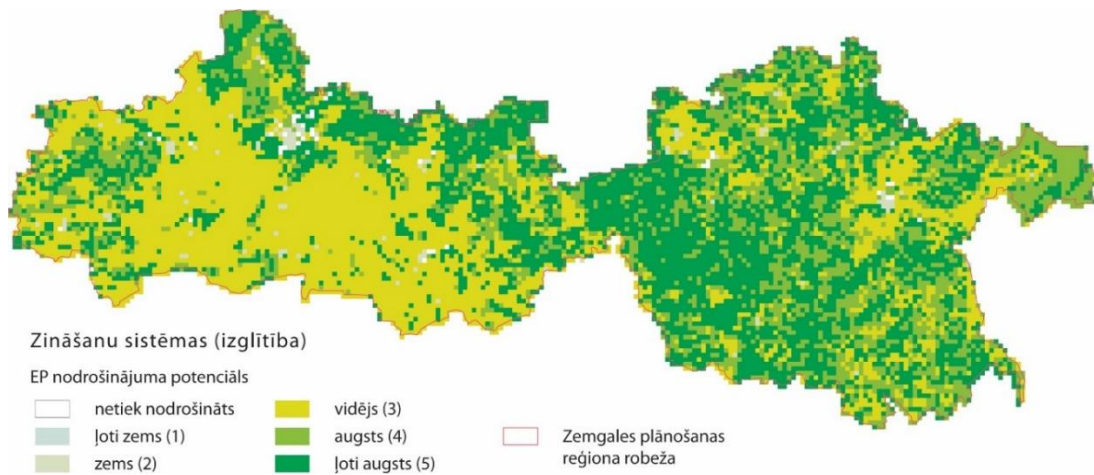 Zināšanu sistēmas (izglītība)
EP nodrošinājuma potenciāls
netiek nodrošināts
ļoti zems (1)
zems (2)
vidējs (3)
augsts (4)
ļoti augsts (5)
Zemgales plānošanas
reģiona robeža